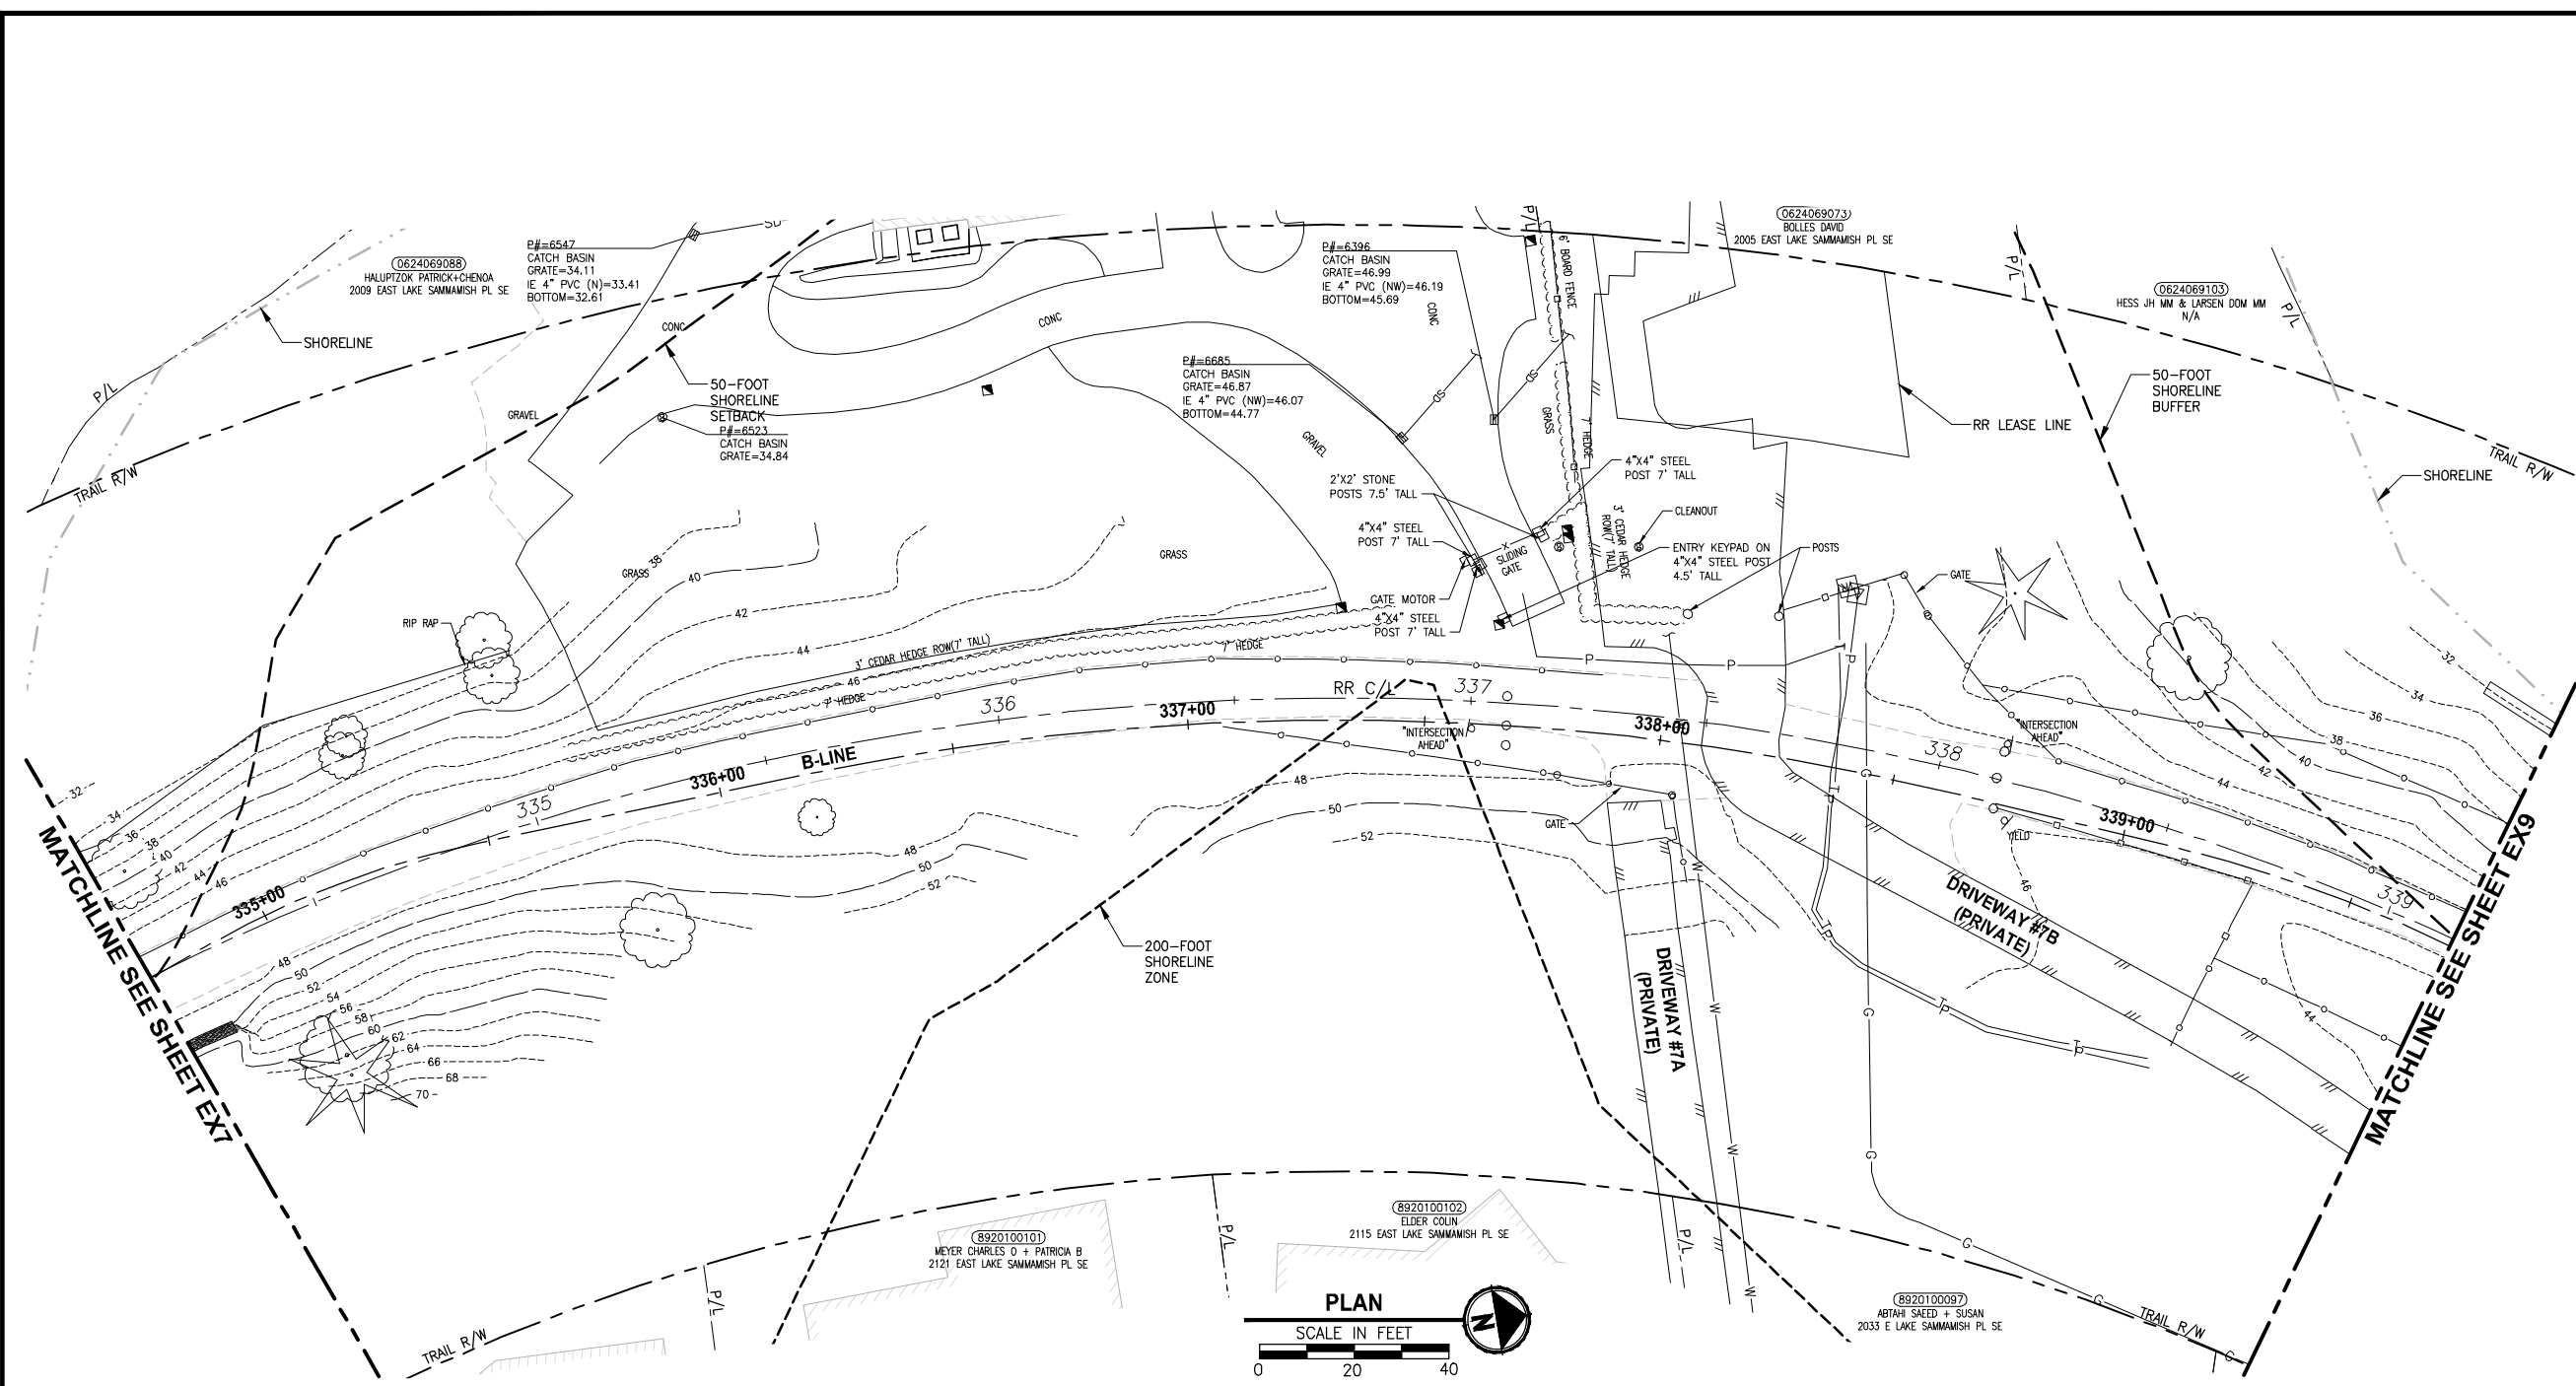 0624069088
HALUPTZOK PATRICK+CHENOA
2009 EAST LAKE SAMMAMISH PL SE
P#=6547
CATCH BASIN
GRATE=34.11
IE 4" PVC (N)=33.41
BOTTOM=32.61
SD
P#=6396
CATCH BASIN
GRATE=46.99
IE 4" PVC (NW)=46.19
BOTTOM=45.69
P/L
6' BOARD FENCE
0624069073
BOLLES DAVID
2005 EAST LAKE SAMMAMISH PL SE
P/L
0624069103
HESS JH MM & LARSEN DOM MM
N/A
P/L
SHORELINE
P/L
TRAIL R/W
CONC
CONC
CONC
50-FOOT
SHORELINE
SETBACK
GRAVEL
P#=6523
CATCH BASIN
GRATE=34.84
P#=6685
CATCH BASIN
GRATE=46.87
IE 4" PVC (NW)=46.07
BOTTOM=44.77
SD
SD
GRASS
7' HEDGE
GRAVEL
RR LEASE LINE
50-FOOT
SHORELINE
BUFFER
TRAIL R/W
SHORELINE
2'X2' STONE
POSTS 7.5' TALL
4"X4" STEEL
POST 7' TALL
4"X4" STEEL
POST 7' TALL
3' CEDAR HEDGE
ROW(7' TALL)
CLEANOUT
X
SLIDING
GATE
ENTRY KEYPAD ON
4"X4" STEEL POST
4.5' TALL
POSTS
GATE
GATE MOTOR
4"X4" STEEL
POST 7' TALL
GRASS
GRASS
38
40
42
44
46
RIP RAP
3' CEDAR HEDGE ROW(7' TALL)
7' HEDGE
7' HEDGE
P
P
P
RR C/L
335
336
337
338
339
335+00
336+00
B-LINE
337+00
338+00
339+00
"INTERSECTION
AHEAD"
"INTERSECTION
AHEAD"
YIELD
GATE
32
34
36
38
40
42
44
46
32
34
36
38
40
42
44
46
44
48
50
52
48
50
52
48
50
52
54
56
58
60
62
64
66
68
70
T
P
TP
TP
TP
TP
G
G
G
G
G
G
W
W
W
W
MATCHLINE SEE SHEET EX7
MATCHLINE SEE SHEET EX9
200-FOOT
SHORELINE
ZONE
DRIVEWAY #7A
(PRIVATE)
DRIVEWAY #7B
(PRIVATE)
8920100101
MEYER CHARLES O + PATRICIA B
2121 EAST LAKE SAMMAMISH PL SE
P/L
P/L
8920100102
ELDER COLIN
2115 EAST LAKE SAMMAMISH PL SE
P/L
8920100097
ABTAHI SAEED + SUSAN
2033 E LAKE SAMMAMISH PL SE
TRAIL R/W
TRAIL R/W
PLAN
N
SCALE IN FEET
0 20 40